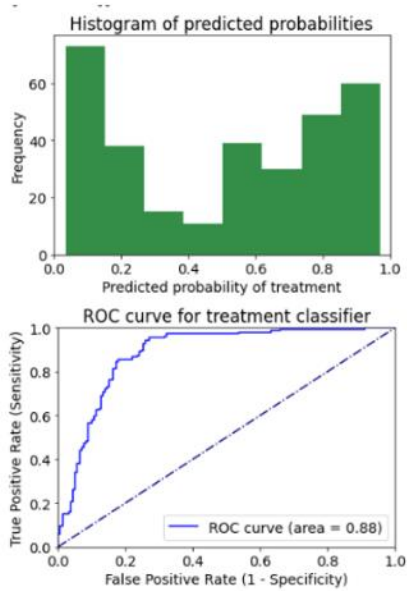 Histogram of predicted probabilities
Frequency
60
40
20
0
0.0 0.2 0.4 0.6 0.8 1.0
Predicted probability of treatment
ROC curve for treatment classifier
True Positive Rate (Sensitivity)
1.0
0.8
0.6
0.4
0.2
0.0
ROC curve (area = 0.88)
0.0 0.2 0.4 0.6 0.8 1.0
False Positive Rate (1 - Specificity)